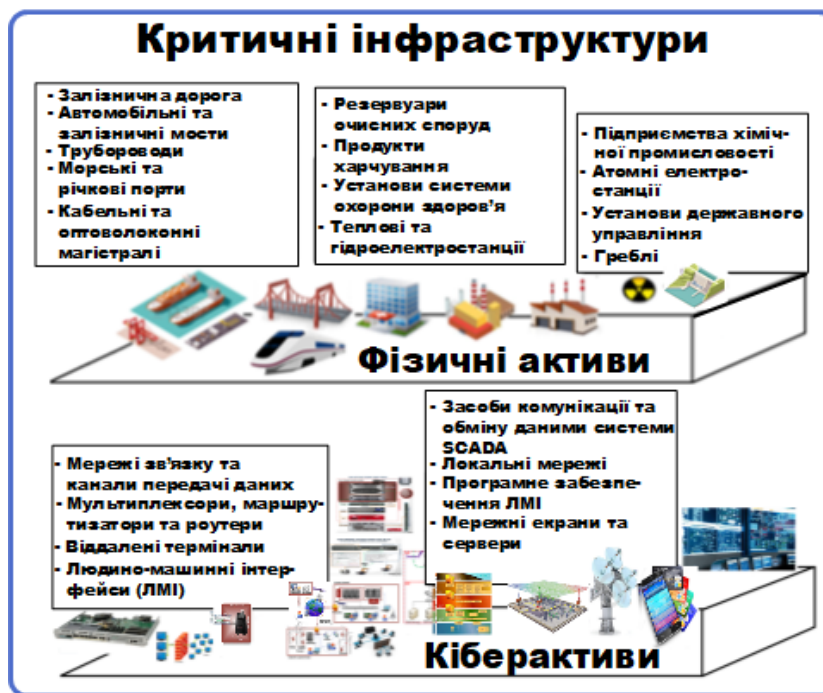 Критичні інфраструктури
- Залізнична дорога
- Автомобільні та
залізничні мости
- Трубороводи
- Морські та
річкові порти
- Кабельні та
оптоволоконні
магістралі
- Резервуари
очисних споруд
- Продукти
харчування
- Установи системи
охорони здоров'я
- Теплові та
гідроелектростанції
- Підприємства хіміч-
ної промисловості
- Атомні електро-
станції
- Установи державного
управління
- Греблі
Фізичні активи
- Мережі зв'язку та
канали передачі даних
- Мультиплексори, маршру-
тизатори та роутери
- Віддалені термінали
- Людино-машинні інтер-
фейси (ЛМІ)
- Засоби комунікації та
обміну даними системи
SCADA
- Локальні мережі
- Програмне забезпе-
чення ЛМІ
- Мережні екрани та
сервери
Кіберактиви